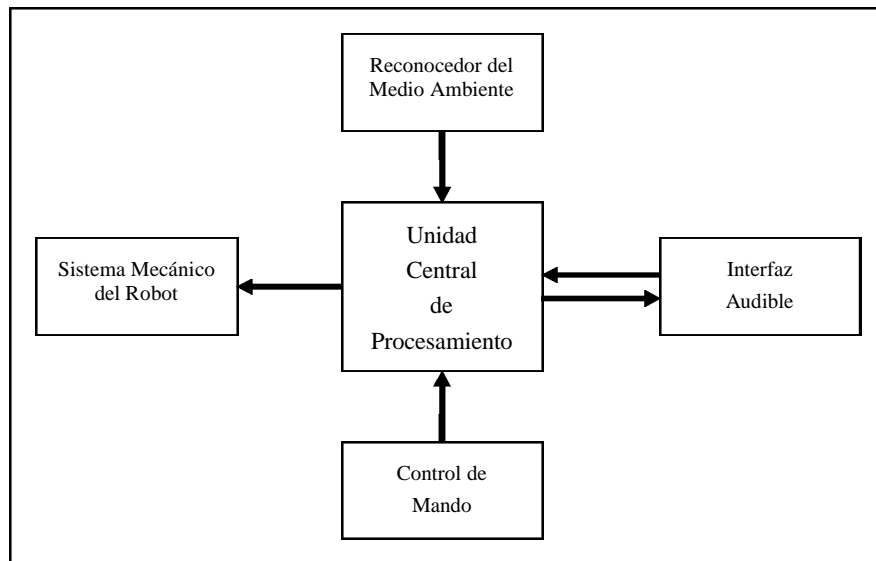 Reconocedor del
Medio Ambiente
Unidad
Central
de
Procesamiento
Sistema Mecánico
del Robot
Interfaz
Audible
Control de
Mando